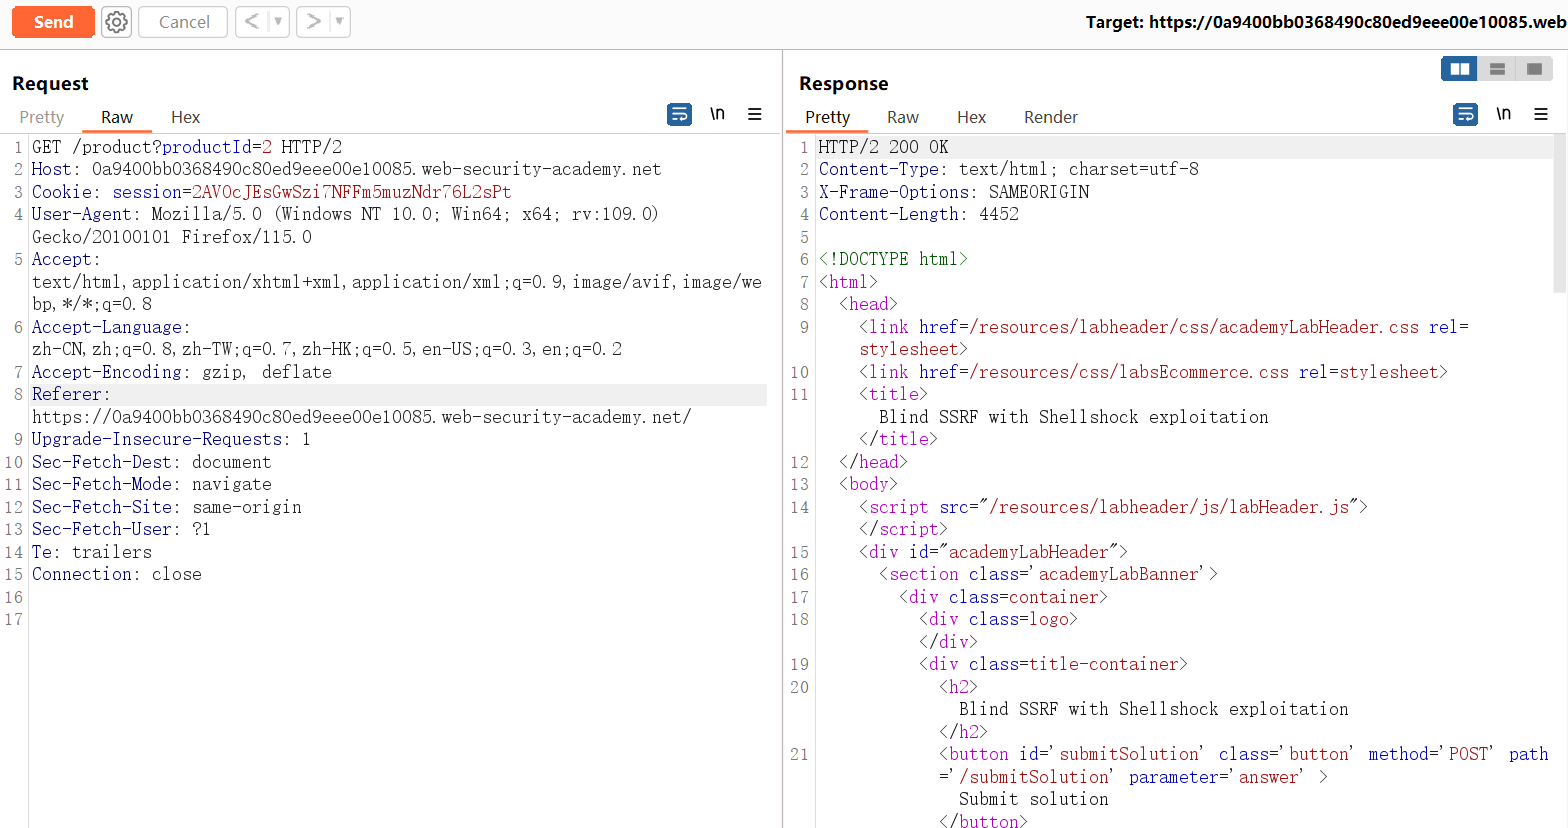 Send
Cancel
<
>
Target: https://0a9400bb0368490c80ed9eee00e10085.web
Request
Pretty Raw Hex
\n
1 GET /product?productId=2 HTTP/2
2 Host: 0a9400bb0368490c80ed9eee00e10085.web-security-academy.net
3 Cookie: session=2AV0cJEsGwSzi7NFFm5muzNdr76L2sPt
4 User-Agent: Mozilla/5.0 (Windows NT 10.0; Win64; x64; rv:109.0)
Gecko/20100101 Firefox/115.0
5 Accept:
text/html,application/xhtml+xml,application/xml;q=0.9,image/avif,image/we
bp,*/*;q=0.8
6 Accept-Language:
zh-CN,zh;q=0.8,zh-TW;q=0.7,zh-HK;q=0.5,en-US;q=0.3,en;q=0.2
7 Accept-Encoding: gzip, deflate
8 Referer:
https://0a9400bb0368490c80ed9eee00e10085.web-security-academy.net/
9 Upgrade-Insecure-Requests: 1
10 Sec-Fetch-Dest: document
11 Sec-Fetch-Mode: navigate
12 Sec-Fetch-Site: same-origin
13 Sec-Fetch-User: ?1
14 Te: trailers
15 Connection: close
16
17
Response
Pretty Raw Hex Render
\n
1 HTTP/2 200 OK
2 Content-Type: text/html; charset=utf-8
3 X-Frame-Options: SAMEORIGIN
4 Content-Length: 4452
5
6 <!DOCTYPE html>
7 <html>
8 <head>
9 <link href=/resources/labheader/css/academyLabHeader.css rel=
stylesheet>
10 <link href=/resources/css/labsEcommerce.css rel=stylesheet>
11 <title>
Blind SSRF with Shellshock exploitation
</title>
12 </head>
13 <body>
14 <script src="/resources/labheader/js/labHeader.js">
</script>
15 <div id="academyLabHeader">
16 <section class='academyLabBanner'>
17 <div class=container>
18 <div class=logo>
</div>
19 <div class=title-container>
20 <h2>
Blind SSRF with Shellshock exploitation
</h2>
21 <button id='submitSolution' class='button' method='POST' path
='/submitSolution' parameter='answer' >
Submit solution
</button>